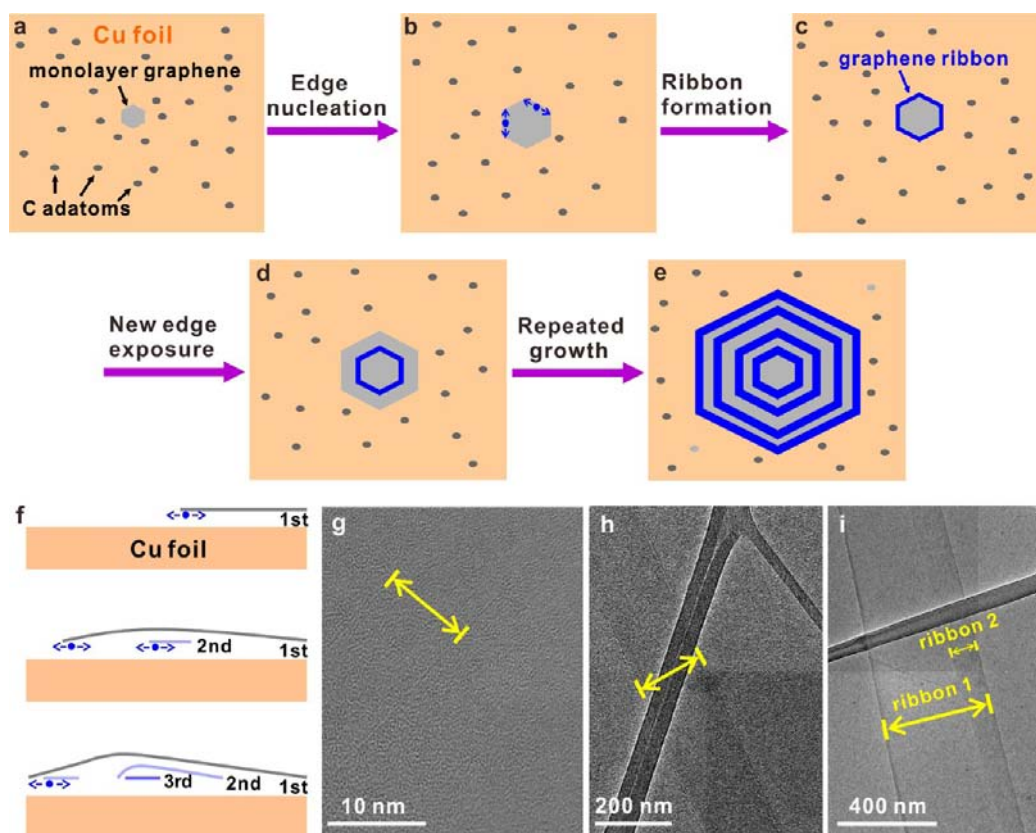 a
Cu foil
monolayer graphene
C adatoms
Edge
nucleation
b
Ribbon
formation
c
graphene ribbon
New edge
exposure
d
Repeated
growth
e
f
1st
Cu foil
2nd
1st
3rd
2nd
1st
g
10 nm
h
200 nm
i
ribbon 2
ribbon 1
400 nm